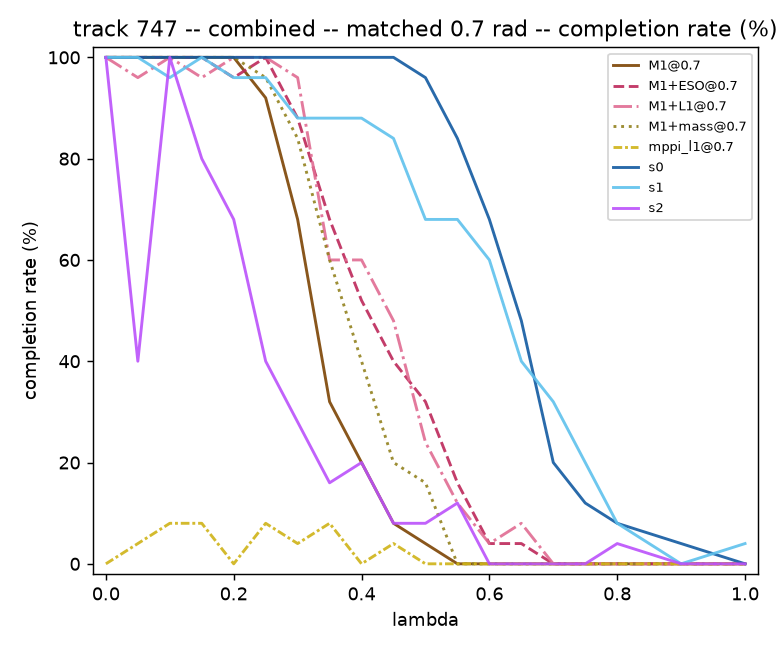 track 747 -- combined -- matched 0.7 rad -- completion rate (%)
completion rate (%)
100
80
60
40
20
0
M1@0.7
M1+ESO@0.7
M1+L1@0.7
M1+mass@0.7
mppi_l1@0.7
s0
s1
s2
0.0 0.2 0.4 0.6 0.8 1.0
lambda